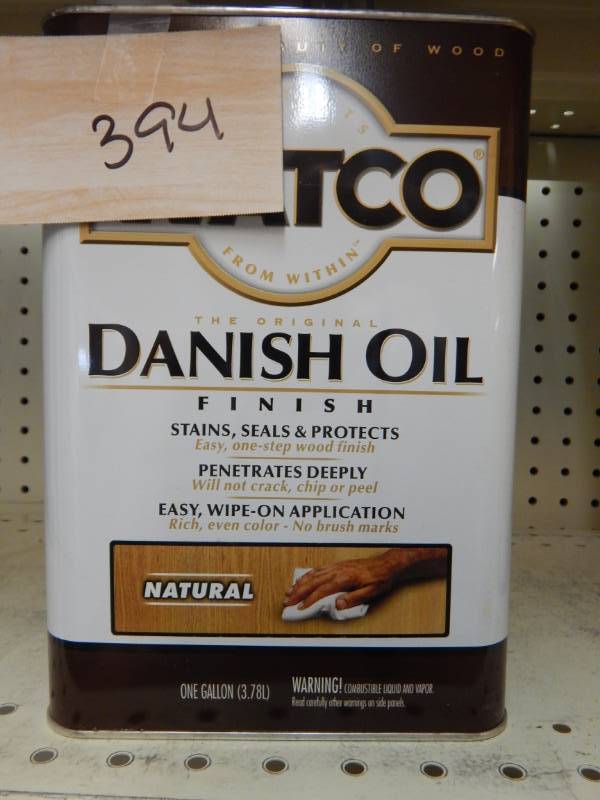 OF WOOD
394
TCO®
FROM WITHIN™
THE ORIGINAL
DANISH OIL
FINISH
STAINS, SEALS & PROTECTS
Easy, one-step wood finish
PENETRATES DEEPLY
Will not crack, chip or peel
EASY, WIPE-ON APPLICATION
Rich, even color - No brush marks
NATURAL
ONE GALLON (3.78L)
WARNING! COMBUSTIBLE LIQUID AND VAPOR.
Read carefully other warnings on side panels.